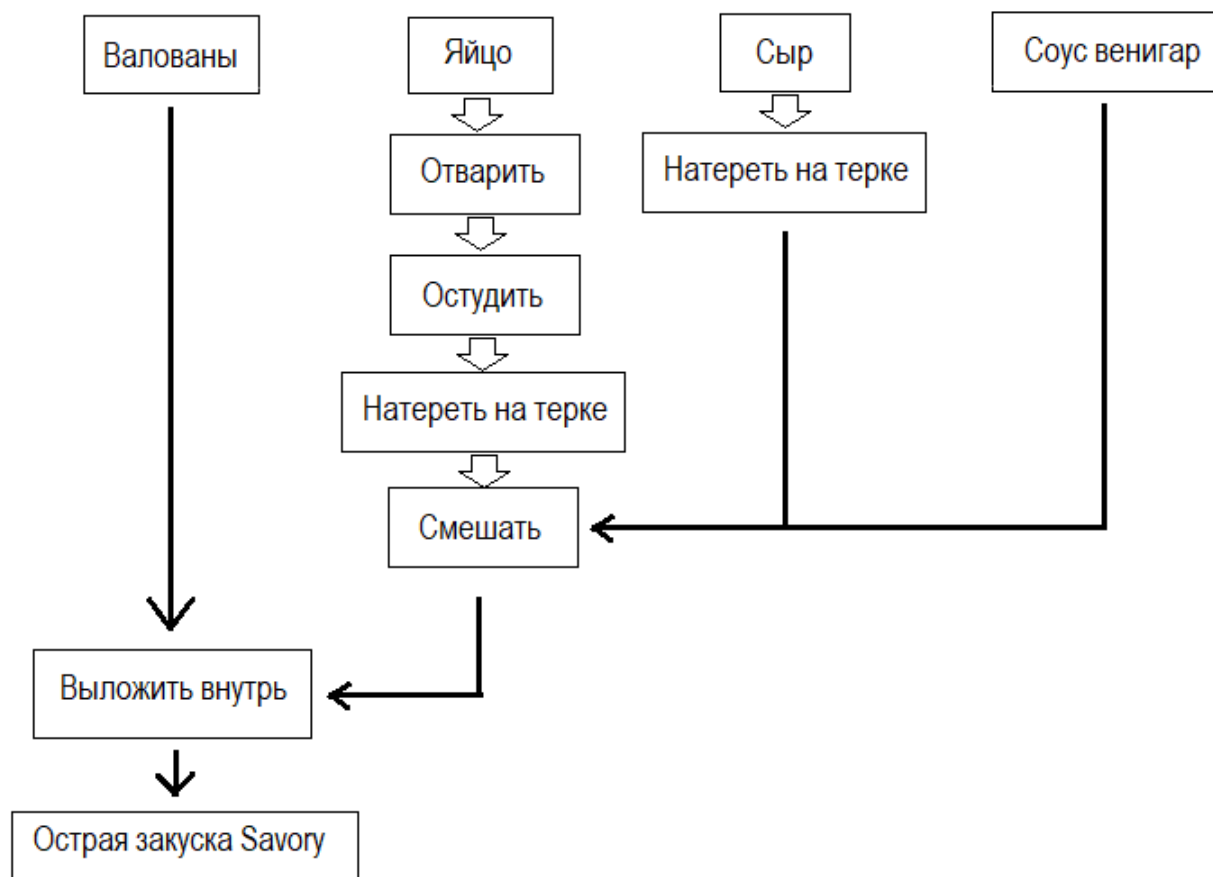 Валованы
Яйцо
Сыр
Соус венигар
Отварить
Натереть на терке
Остудить
Натереть на терке
Смешать
Выложить внутрь
Острая закуска Savory